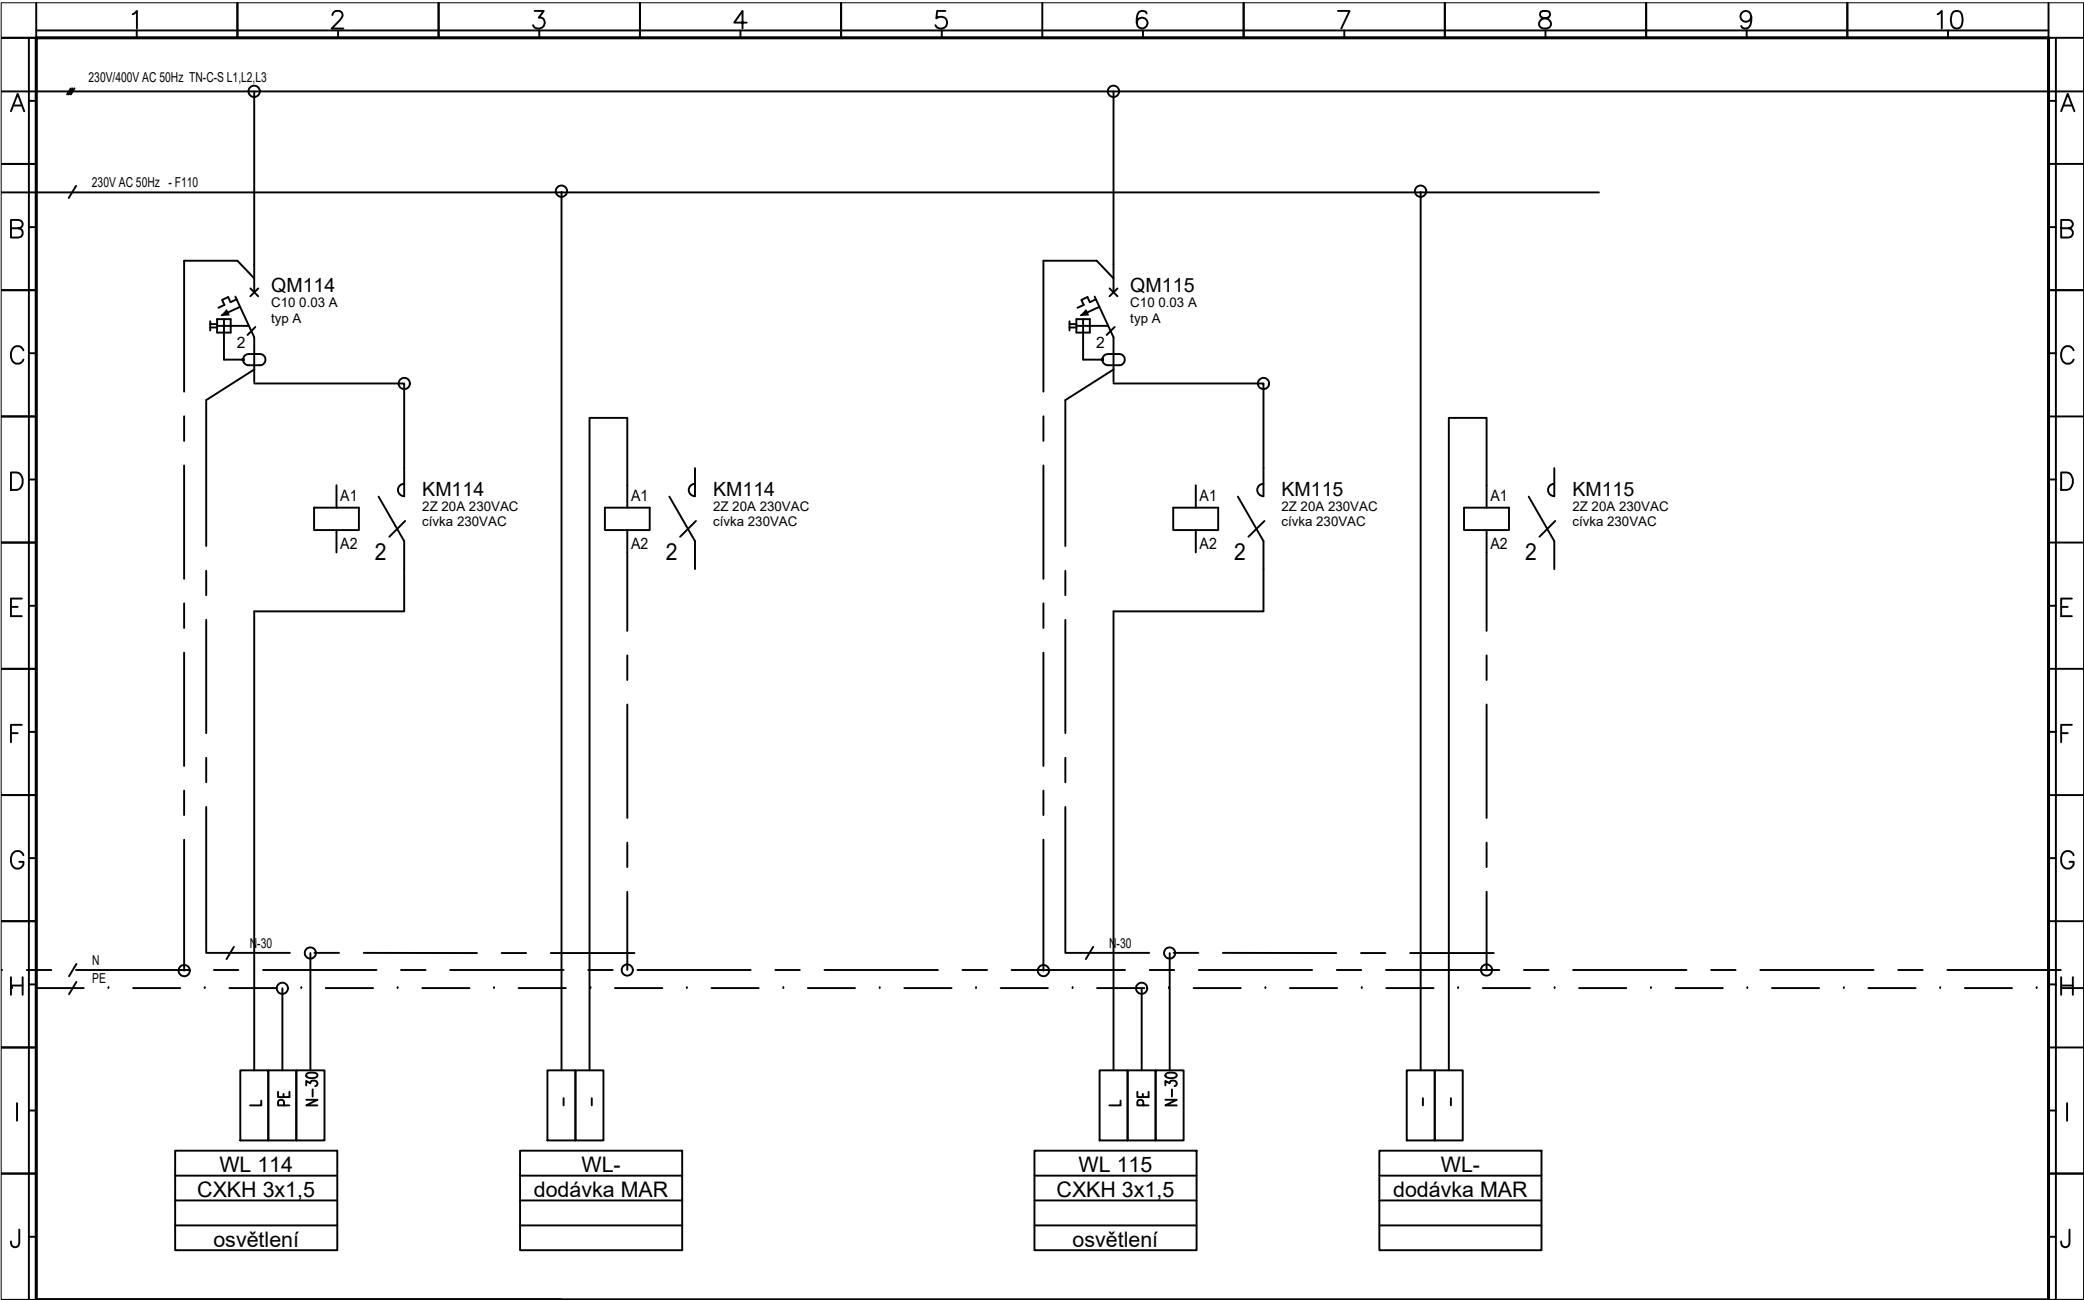 1 2 3 4 5 6 7 8 9 10
230V/400V AC 50Hz TN-C-S L1,L2,L3
A A
230V AC 50Hz - F110
B B
QM114
C10 0.03 A
typ A
2
QM115
C10 0.03 A
typ A
2
C C
D D
A1
A2
2
KM114
2Z 20A 230VAC
cívka 230VAC
A1
A2
2
KM114
2Z 20A 230VAC
cívka 230VAC
A1
A2
2
KM115
2Z 20A 230VAC
cívka 230VAC
A1
A2
2
KM115
2Z 20A 230VAC
cívka 230VAC
E E
F F
G G
N-30 N-30
N
PE
H H
L PE N-30
- -
L PE N-30
- -
I I
WL 114
CXKH 3x1,5
osvětlení
WL-
dodávka MAR
WL 115
CXKH 3x1,5
osvětlení
WL-
dodávka MAR
J J